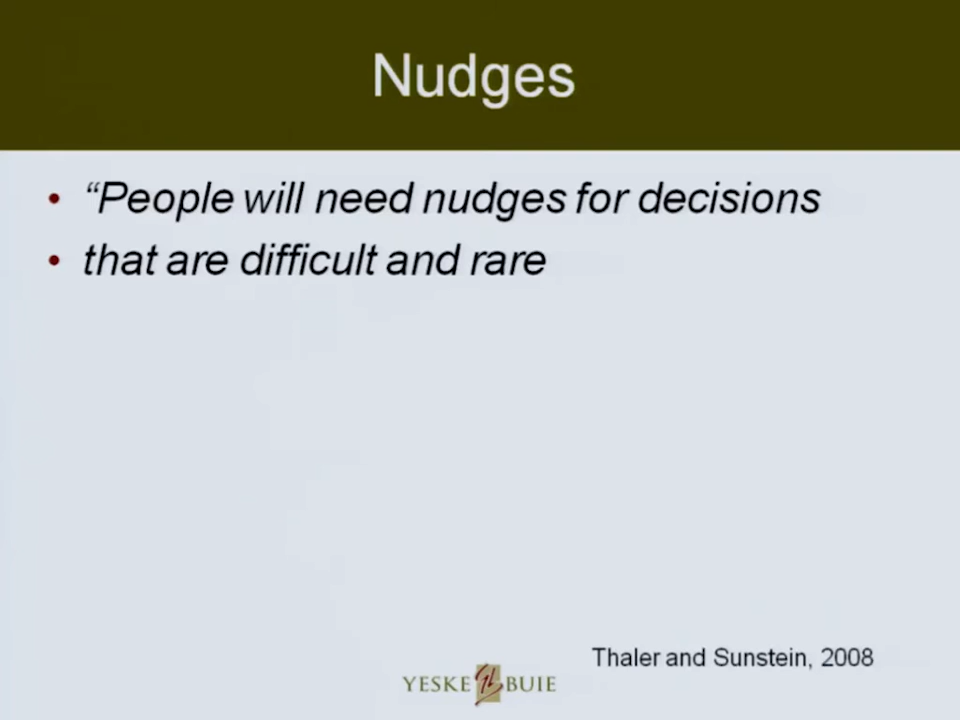 Nudges
• “People will need nudges for decisions
• that are difficult and rare
Thaler and Sunstein, 2008
YESKE BUIE